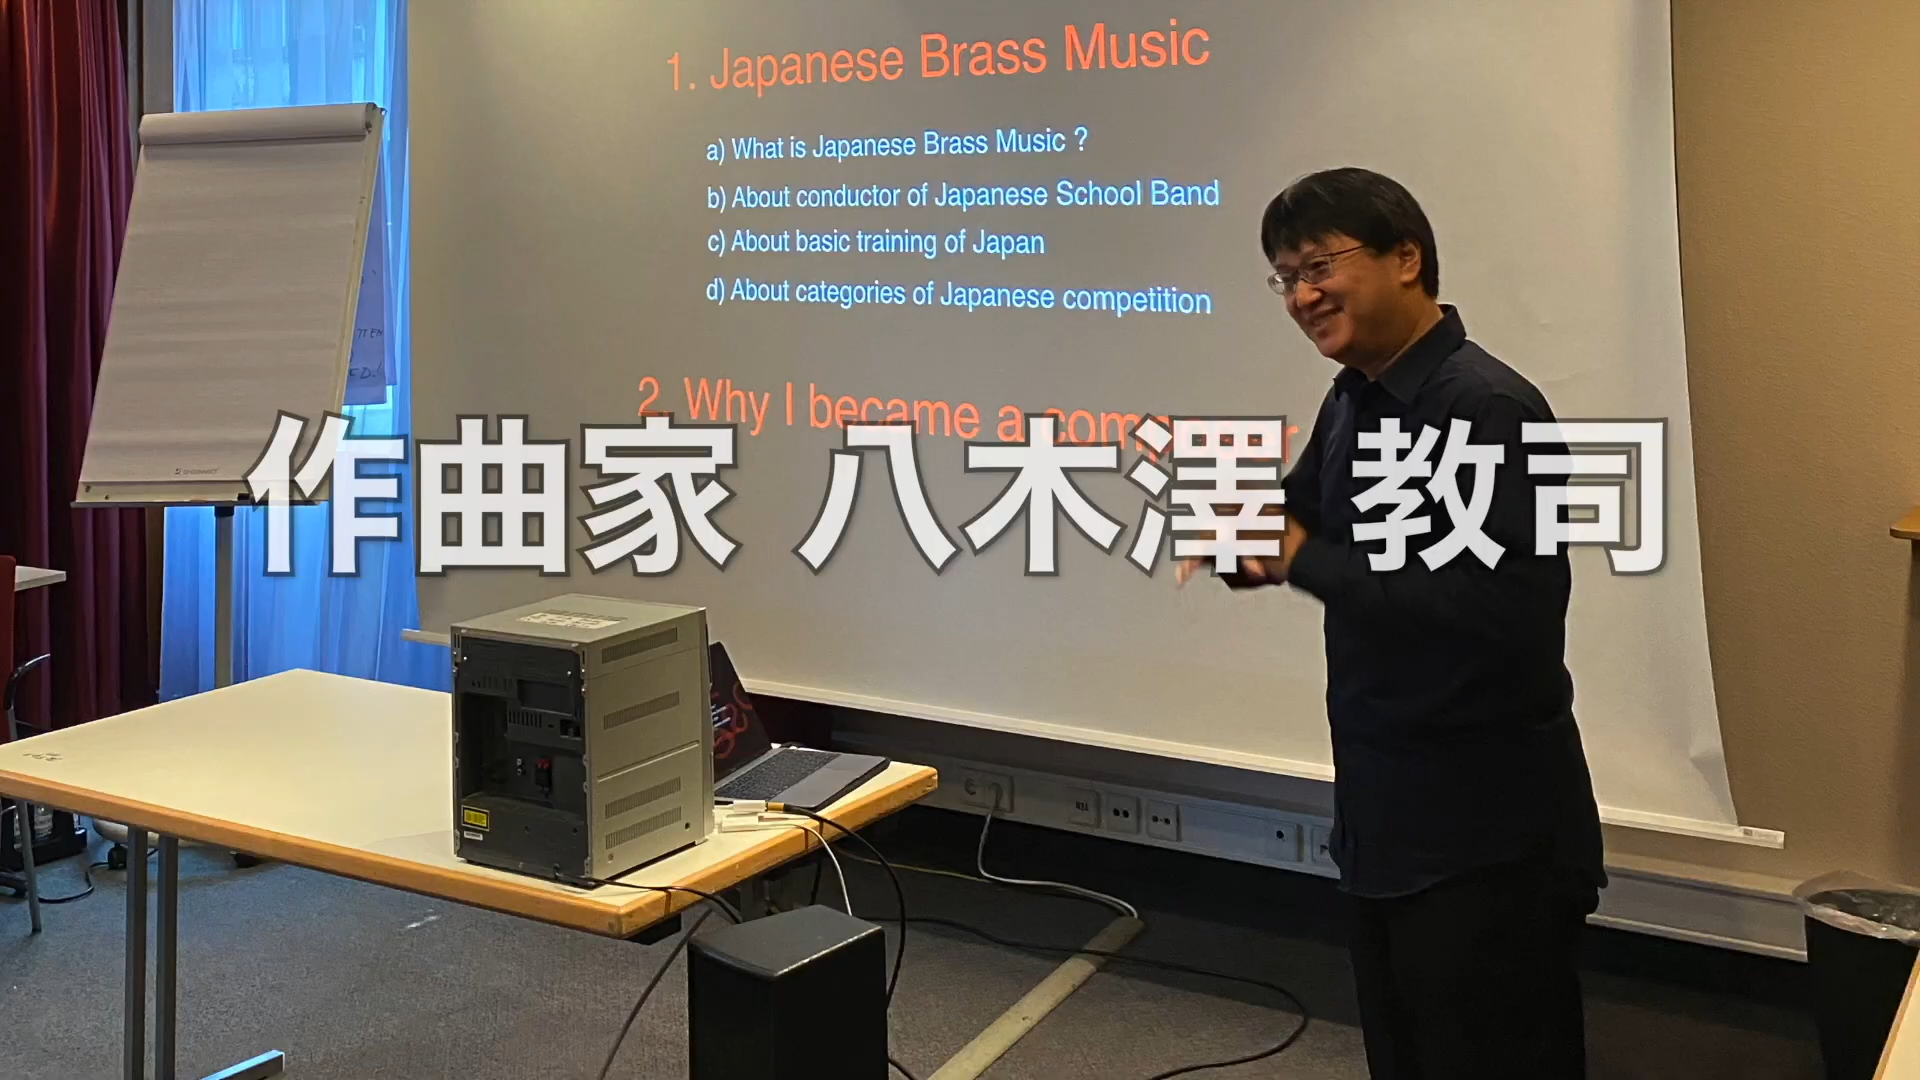 1. Japanese Brass Music
a) What is Japanese Brass Music ?
b) About conductor of Japanese School Band
c) About basic training of Japan
d) About categories of Japanese competition
2. Why I became a composer
作曲家 八木澤 教司